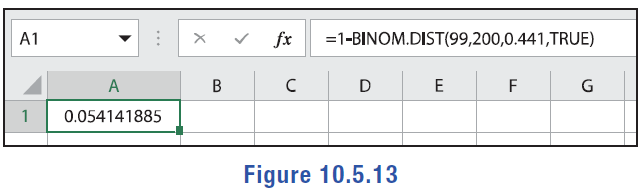 A1 fx =1-BINOM.DIST(99,200,0.441,TRUE)
A B C D E F G
1 0.054141885
Figure 10.5.13